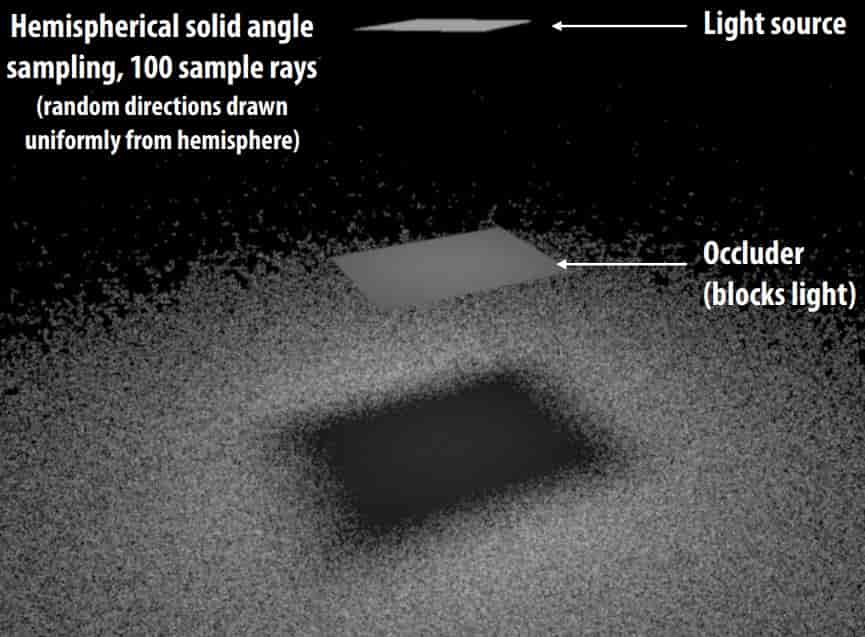 Hemispherical solid angle
sampling, 100 sample rays
(random directions drawn
uniformly from hemisphere)
Light source
Occluder
(blocks light)